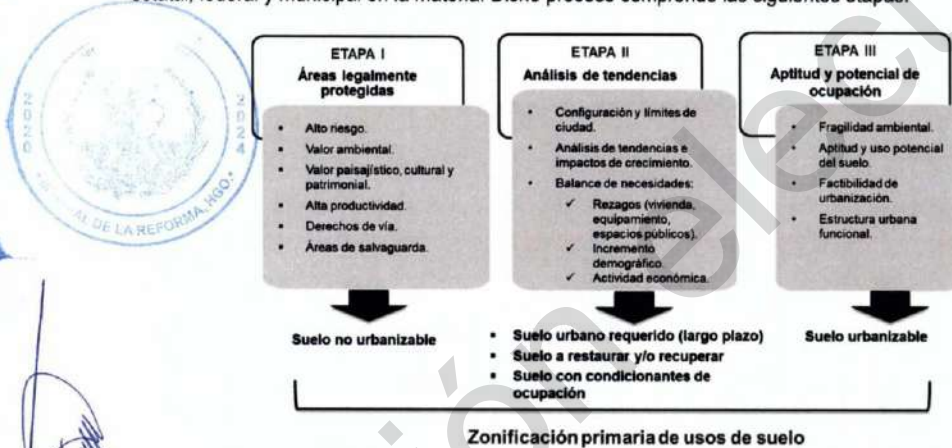 estatal, federal y municipal en la materia. Dicho proceso comprende las siguientes etapas:
ETAPA I
Áreas legalmente
protegidas
• Alto riesgo.
• Valor ambiental.
• Valor paisajístico, cultural y
patrimonial.
• Alta productividad.
• Derechos de vía.
• Áreas de salvaguarda.
Suelo no urbanizable
ETAPA II
Análisis de tendencias
• Configuración y límites de
ciudad.
• Análisis de tendencias e
impactos de crecimiento.
• Balance de necesidades:
✓ Rezagos (vivienda,
equipamiento,
espacios públicos).
✓ Incremento
demográfico.
✓ Actividad económica.
• Suelo urbano requerido (largo plazo)
• Suelo a restaurar y/o recuperar
• Suelo con condicionantes de
ocupación
ETAPA III
Aptitud y potencial de
ocupación
• Fragilidad ambiental.
• Aptitud y uso potencial
del suelo.
• Factibilidad de
urbanización.
• Estructura urbana
funcional.
Suelo urbanizable
Zonificación primaria de usos de suelo
2020
2024
DE LA REFORMA, HGO.
ión elec